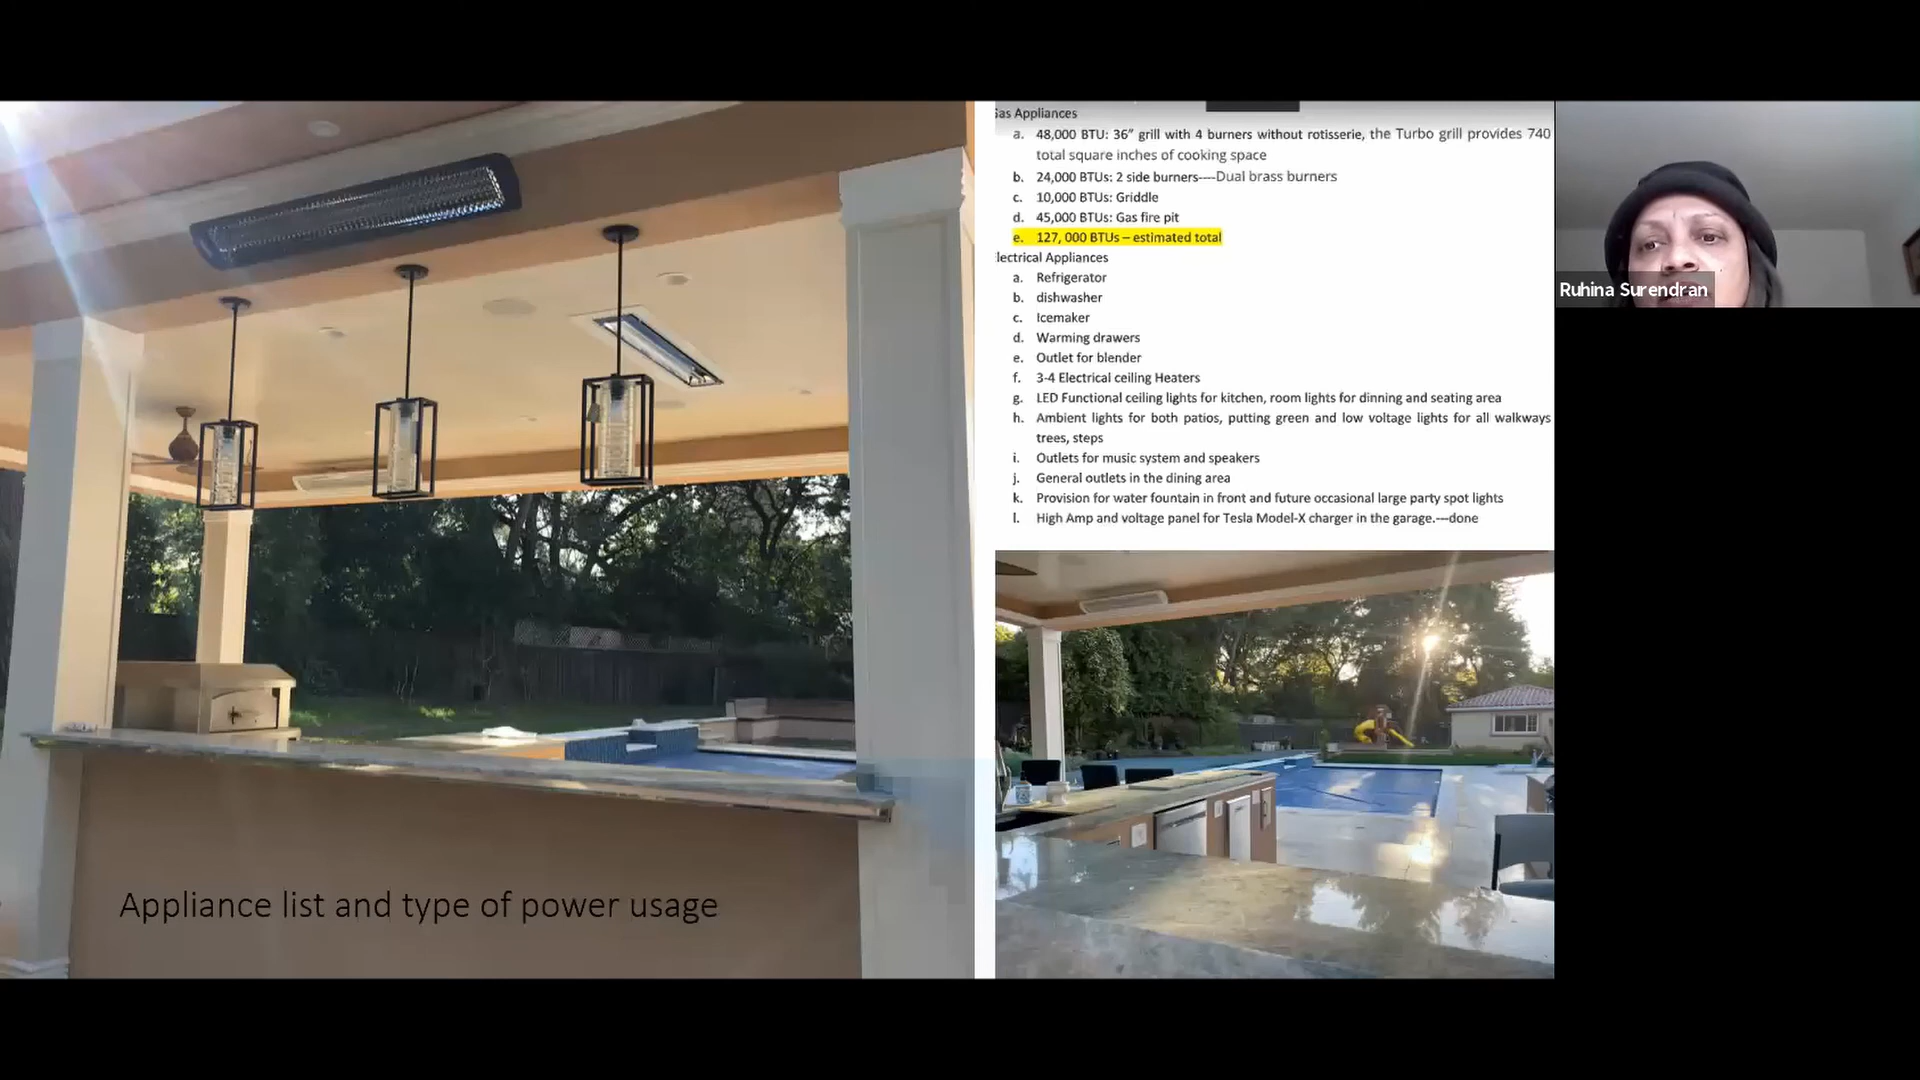 Gas Appliances
a. 48,000 BTU: 36” grill with 4 burners without rotisserie, the Turbo grill provides 740
total square inches of cooking space
b. 24,000 BTUs: 2 side burners----Dual brass burners
c. 10,000 BTUs: Griddle
d. 45,000 BTUs: Gas fire pit
e. 127, 000 BTUs – estimated total
lectrical Appliances
a. Refrigerator
b. dishwasher
c. Icemaker
d. Warming drawers
e. Outlet for blender
f. 3-4 Electrical ceiling Heaters
g. LED Functional ceiling lights for kitchen, room lights for dinning and seating area
h. Ambient lights for both patios, putting green and low voltage lights for all walkways
trees, steps
i. Outlets for music system and speakers
j. General outlets in the dining area
k. Provision for water fountain in front and future occasional large party spot lights
l. High Amp and voltage panel for Tesla Model-X charger in the garage.---done
Ruhina Surendran
Appliance list and type of power usage